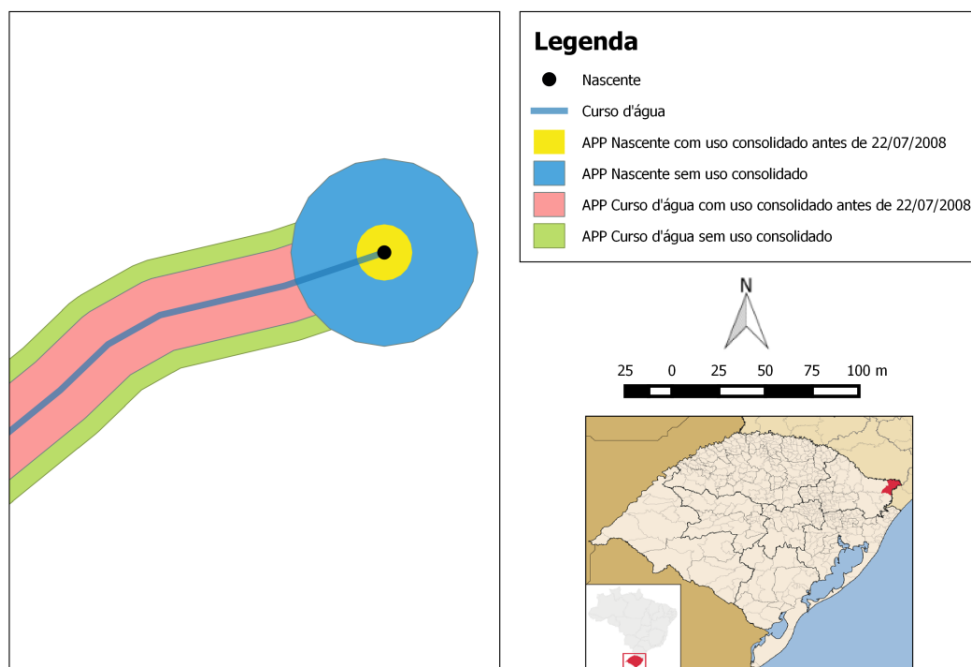 Legenda
Nascente
Curso d'água
APP Nascente com uso consolidado antes de 22/07/2008
APP Nascente sem uso consolidado
APP Curso d'água com uso consolidado antes de 22/07/2008
APP Curso d'água sem uso consolidado
N
25 0 25 50 75 100 m